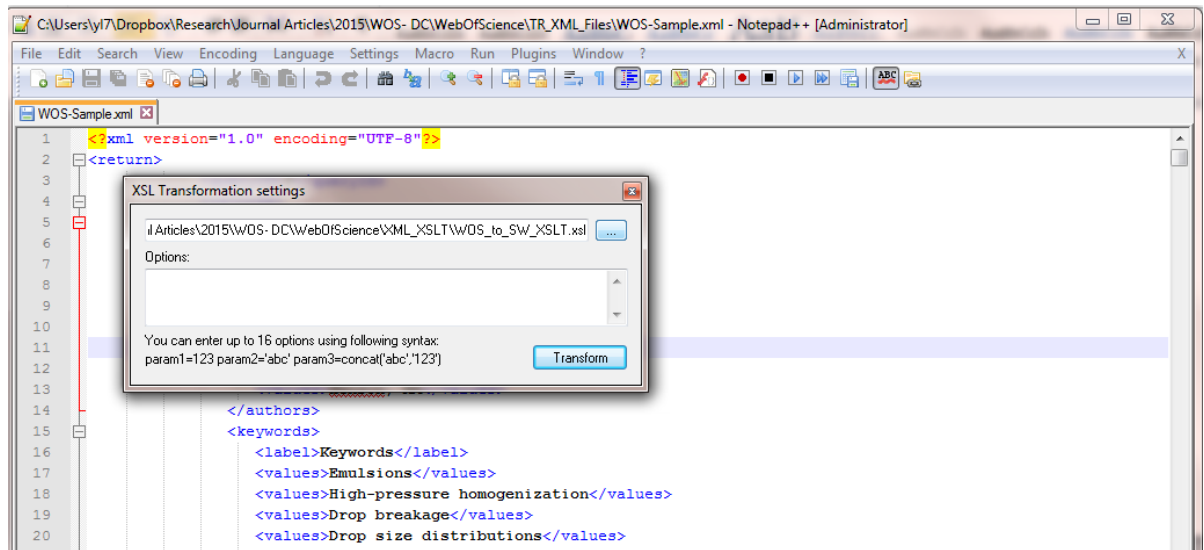 C:\Users\yl7\Dropbox\Research\Journal Articles\2015\WOS- DC\WebOfScience\TR_XML_Files\WOS-Sample.xml - Notepad++ [Administrator]
File Edit Search View Encoding Language Settings Macro Run Plugins Window ? X
ABC
WOS-Sample.xml
1 <?xml version="1.0" encoding="UTF-8"?>
2 <return>
3
4
5
6
7
8
9
10
11
12
13
14 </authors>
15 <keywords>
16 <label>Keywords</label>
17 <values>Emulsions</values>
18 <values>High-pressure homogenization</values>
19 <values>Drop breakage</values>
20 <values>Drop size distributions</values>
XSL Transformation settings
l Articles\2015\WOS- DC\WebOfScience\XML_XSLT\WOS_to_SW_XSLT.xsl ...
Options:
You can enter up to 16 options using following syntax:
param1=123 param2='abc' param3=concat('abc','123')
Transform